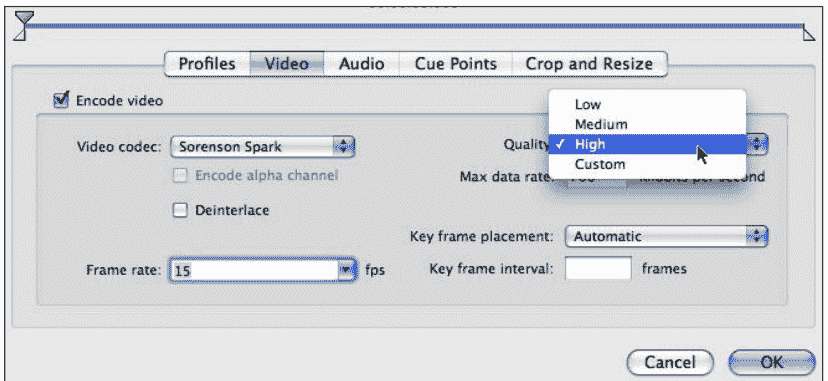 Profiles Video Audio Cue Points Crop and Resize
Encode video
Low
Medium
Video codec: Sorenson Spark Quality High
Custom
Encode alpha channel Max data rate: per second
Deinterlace
Key frame placement: Automatic
Frame rate: 15 fps Key frame interval: frames
Cancel OK